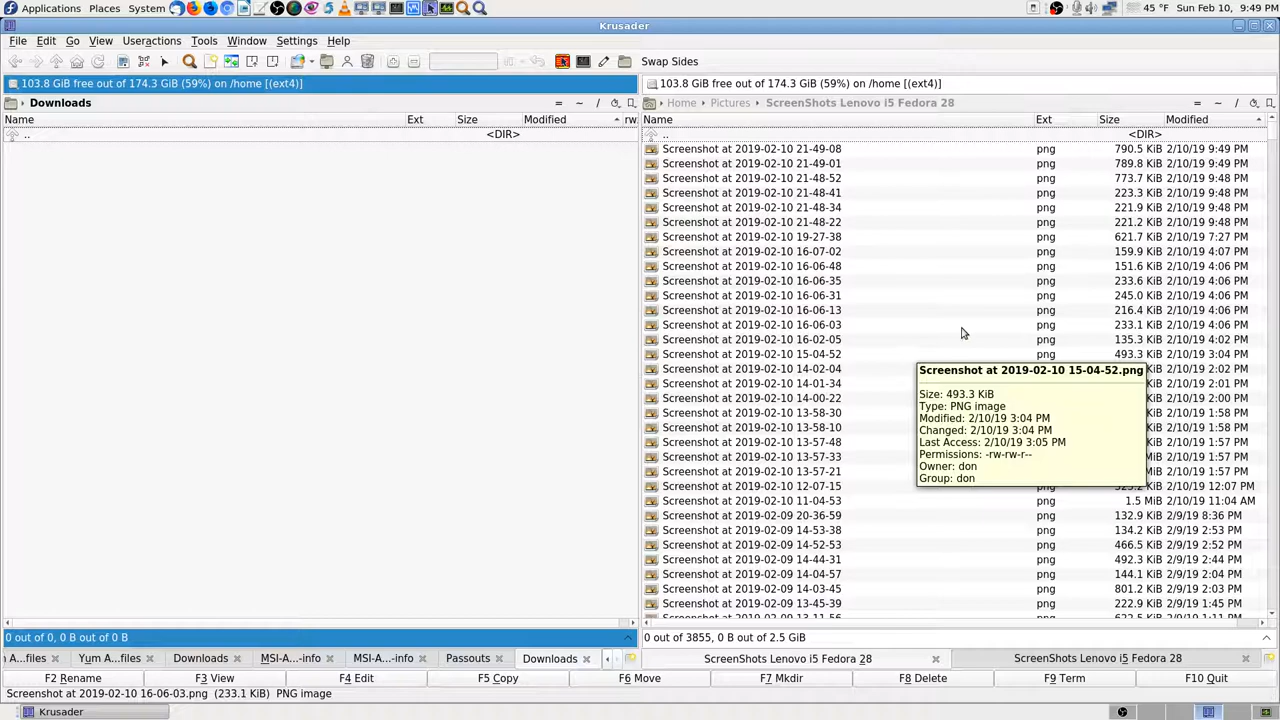 Applications Places System 45 °F Sun Feb 10, 9:49 PM
Krusader
File Edit Go View Useractions Tools Window Settings Help
Swap Sides
103.8 GiB free out of 174.3 GiB (59%) on /home [(ext4)] 103.8 GiB free out of 174.3 GiB (59%) on /home [(ext4)]
Downloads = ~ / Home Pictures ScreenShots Lenovo i5 Fedora 28 = ~ /
Name Ext Size Modified rw Name Ext Size Modified
.. <DIR> .. <DIR>
Screenshot at 2019-02-10 21-49-08 png 790.5 KiB 2/10/19 9:49 PM
Screenshot at 2019-02-10 21-49-01 png 789.8 KiB 2/10/19 9:49 PM
Screenshot at 2019-02-10 21-48-52 png 773.7 KiB 2/10/19 9:48 PM
Screenshot at 2019-02-10 21-48-41 png 223.3 KiB 2/10/19 9:48 PM
Screenshot at 2019-02-10 21-48-34 png 221.9 KiB 2/10/19 9:48 PM
Screenshot at 2019-02-10 21-48-22 png 221.2 KiB 2/10/19 9:48 PM
Screenshot at 2019-02-10 19-27-38 png 621.7 KiB 2/10/19 7:27 PM
Screenshot at 2019-02-10 16-07-02 png 159.9 KiB 2/10/19 4:07 PM
Screenshot at 2019-02-10 16-06-48 png 151.6 KiB 2/10/19 4:06 PM
Screenshot at 2019-02-10 16-06-35 png 233.6 KiB 2/10/19 4:06 PM
Screenshot at 2019-02-10 16-06-31 png 245.0 KiB 2/10/19 4:06 PM
Screenshot at 2019-02-10 16-06-13 png 216.4 KiB 2/10/19 4:06 PM
Screenshot at 2019-02-10 16-06-03 png 233.1 KiB 2/10/19 4:06 PM
Screenshot at 2019-02-10 16-02-05 png 135.3 KiB 2/10/19 4:02 PM
Screenshot at 2019-02-10 15-04-52 png 493.3 KiB 2/10/19 3:04 PM
Screenshot at 2019-02-10 14-02-04 2:02 PM
Screenshot at 2019-02-10 14-01-34 2:01 PM
Screenshot at 2019-02-10 14-00-22 2:00 PM
Screenshot at 2019-02-10 13-58-30 1:58 PM
Screenshot at 2019-02-10 13-58-10 1:58 PM
Screenshot at 2019-02-10 13-57-48 1:57 PM
Screenshot at 2019-02-10 13-57-33 1:57 PM
Screenshot at 2019-02-10 13-57-21 1:57 PM
Screenshot at 2019-02-10 12-07-15 png KiB 2/10/19 12:07 PM
Screenshot at 2019-02-10 11-04-53 png 1.5 MiB 2/10/19 11:04 AM
Screenshot at 2019-02-09 20-36-59 png 132.9 KiB 2/9/19 8:36 PM
Screenshot at 2019-02-09 14-53-38 png 134.2 KiB 2/9/19 2:53 PM
Screenshot at 2019-02-09 14-52-53 png 466.5 KiB 2/9/19 2:52 PM
Screenshot at 2019-02-09 14-44-31 png 492.3 KiB 2/9/19 2:44 PM
Screenshot at 2019-02-09 14-04-57 png 144.1 KiB 2/9/19 2:04 PM
Screenshot at 2019-02-09 14-03-45 png 801.2 KiB 2/9/19 2:03 PM
Screenshot at 2019-02-09 13-45-39 png 222.9 KiB 2/9/19 1:45 PM
Screenshot at 2019-02-10 15-04-52.png
Size: 493.3 KiB
Type: PNG image
Modified: 2/10/19 3:04 PM
Changed: 2/10/19 3:04 PM
Last Access: 2/10/19 3:05 PM
Permissions: -rw-rw-r--
Owner: don
Group: don
0 out of 0, 0 B out of 0 B 0 out of 3855, 0 B out of 2.5 GiB
n A...files Yum A...files Downloads MSI-A...-info MSI-A...-info Passouts Downloads ScreenShots Lenovo i5 Fedora 28 ScreenShots Lenovo i5 Fedora 28
F2 Rename F3 View F4 Edit F5 Copy F6 Move F7 Mkdir F8 Delete F9 Term F10 Quit
Screenshot at 2019-02-10 16-06-03.png (233.1 KiB) PNG image
Krusader